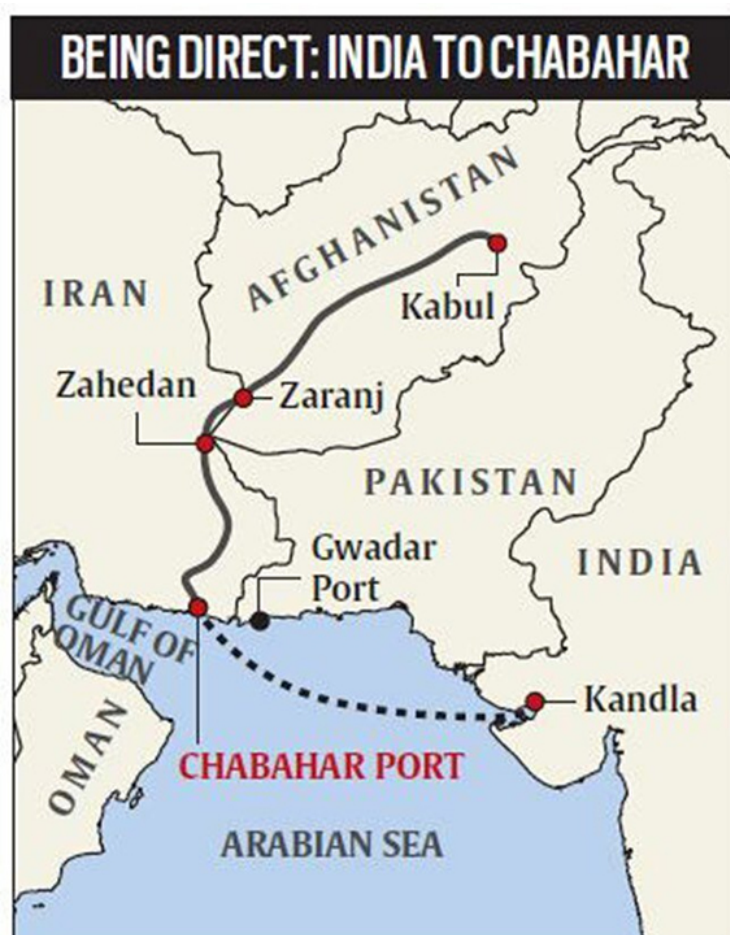 BEING DIRECT: INDIA TO CHABAHAR
AFGHANISTAN
IRAN
Kabul
Zahedan
Zaranj
PAKISTAN
Gwadar
Port
INDIA
GULF OF
OMAN
Kandla
OMAN
CHABAHAR PORT
ARABIAN SEA